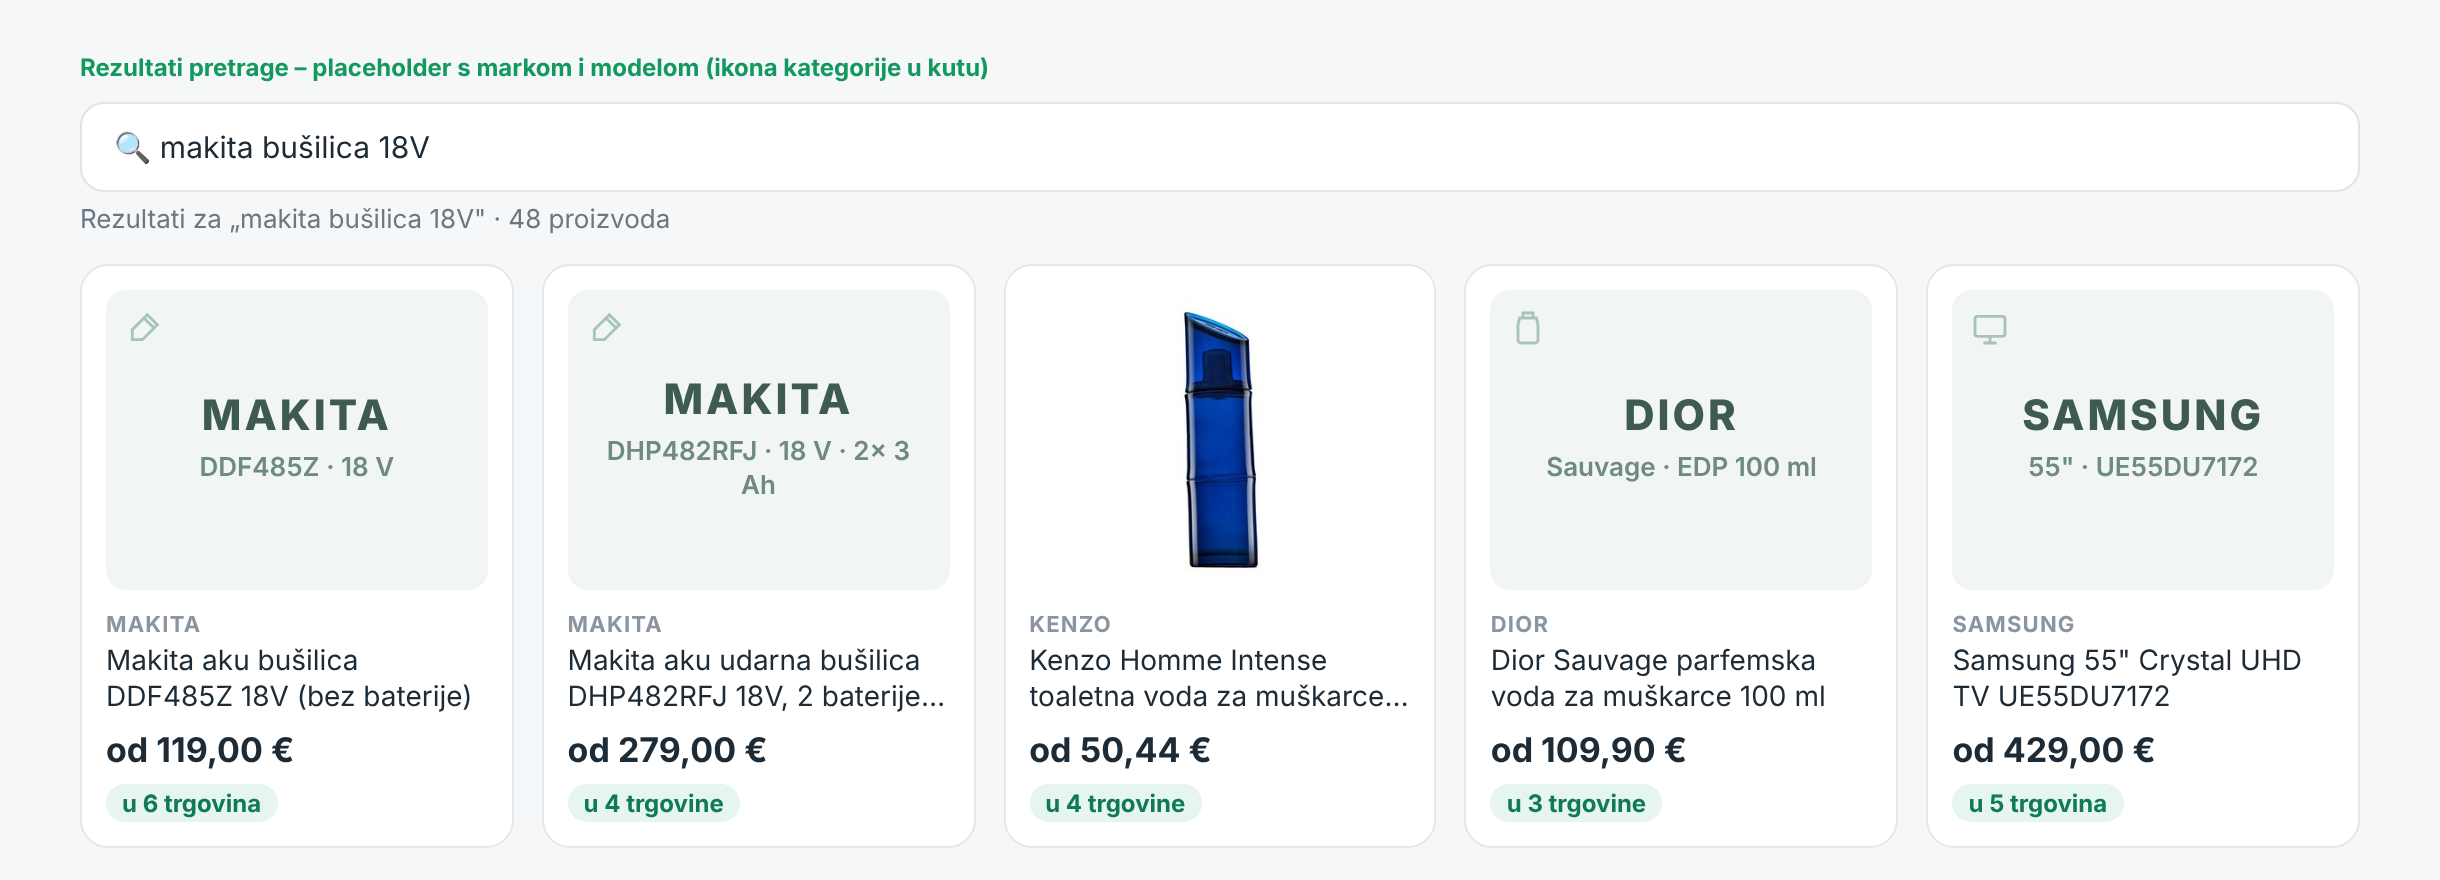 Rezultati pretrage – placeholder s markom i modelom (ikona kategorije u kutu)
🔍 makita bušilica 18V
Rezultati za „makita bušilica 18V" · 48 proizvoda
MAKITA
DDF485Z · 18 V
MAKITA
Makita aku bušilica
DDF485Z 18V (bez baterije)
od 119,00 €
u 6 trgovina
MAKITA
DHP482RFJ · 18 V · 2× 3
Ah
MAKITA
Makita aku udarna bušilica
DHP482RFJ 18V, 2 baterije...
od 279,00 €
u 4 trgovine
KENZO
Kenzo Homme Intense
toaletna voda za muškarce...
od 50,44 €
u 4 trgovine
DIOR
Sauvage · EDP 100 ml
DIOR
Dior Sauvage parfemska
voda za muškarce 100 ml
od 109,90 €
u 3 trgovine
SAMSUNG
55" · UE55DU7172
SAMSUNG
Samsung 55" Crystal UHD
TV UE55DU7172
od 429,00 €
u 5 trgovina